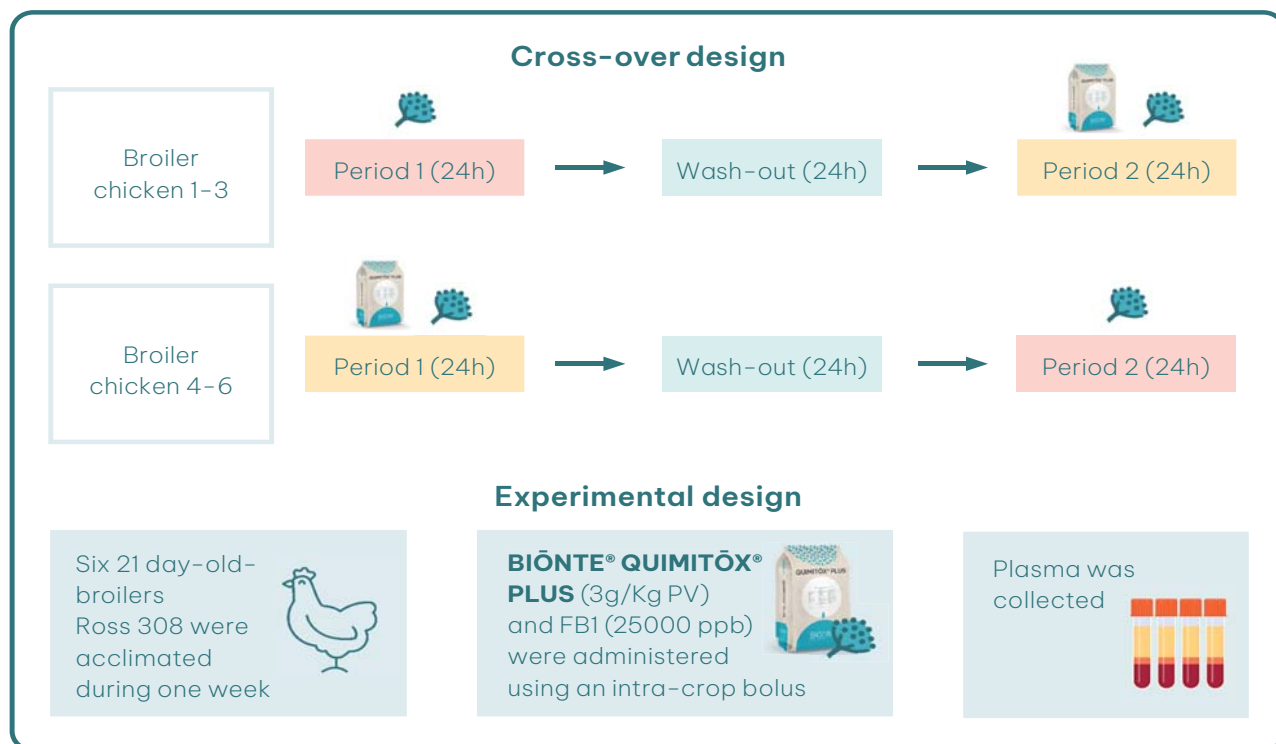 Cross-over design
Broiler
chicken 1-3
Period 1 (24h)
Wash-out (24h)
Period 2 (24h)
Broiler
chicken 4-6
Period 1 (24h)
Wash-out (24h)
Period 2 (24h)
Experimental design
Six 21 day-old-
broilers
Ross 308 were
acclimated
during one week
BIŌNTE® QUIMITŌX®
PLUS (3g/Kg PV)
and FB1 (25000 ppb)
were administered
using an intra-crop bolus
QUIMITŌX® PLUS
Plasma was
collected